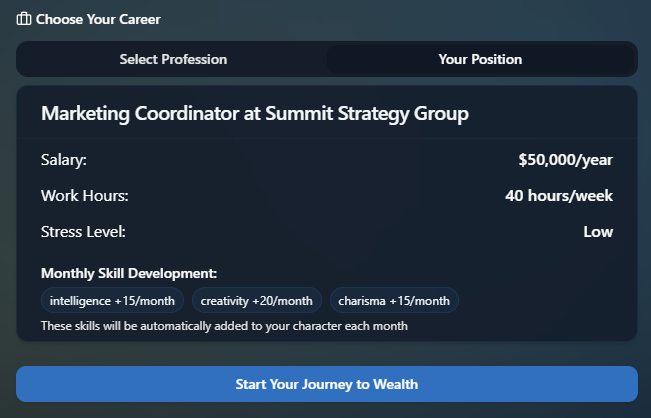 Choose Your Career
Select Profession
Your Position
Marketing Coordinator at Summit Strategy Group
Salary: $50,000/year
Work Hours: 40 hours/week
Stress Level: Low
Monthly Skill Development:
intelligence +15/month creativity +20/month charisma +15/month
These skills will be automatically added to your character each month
Start Your Journey to Wealth